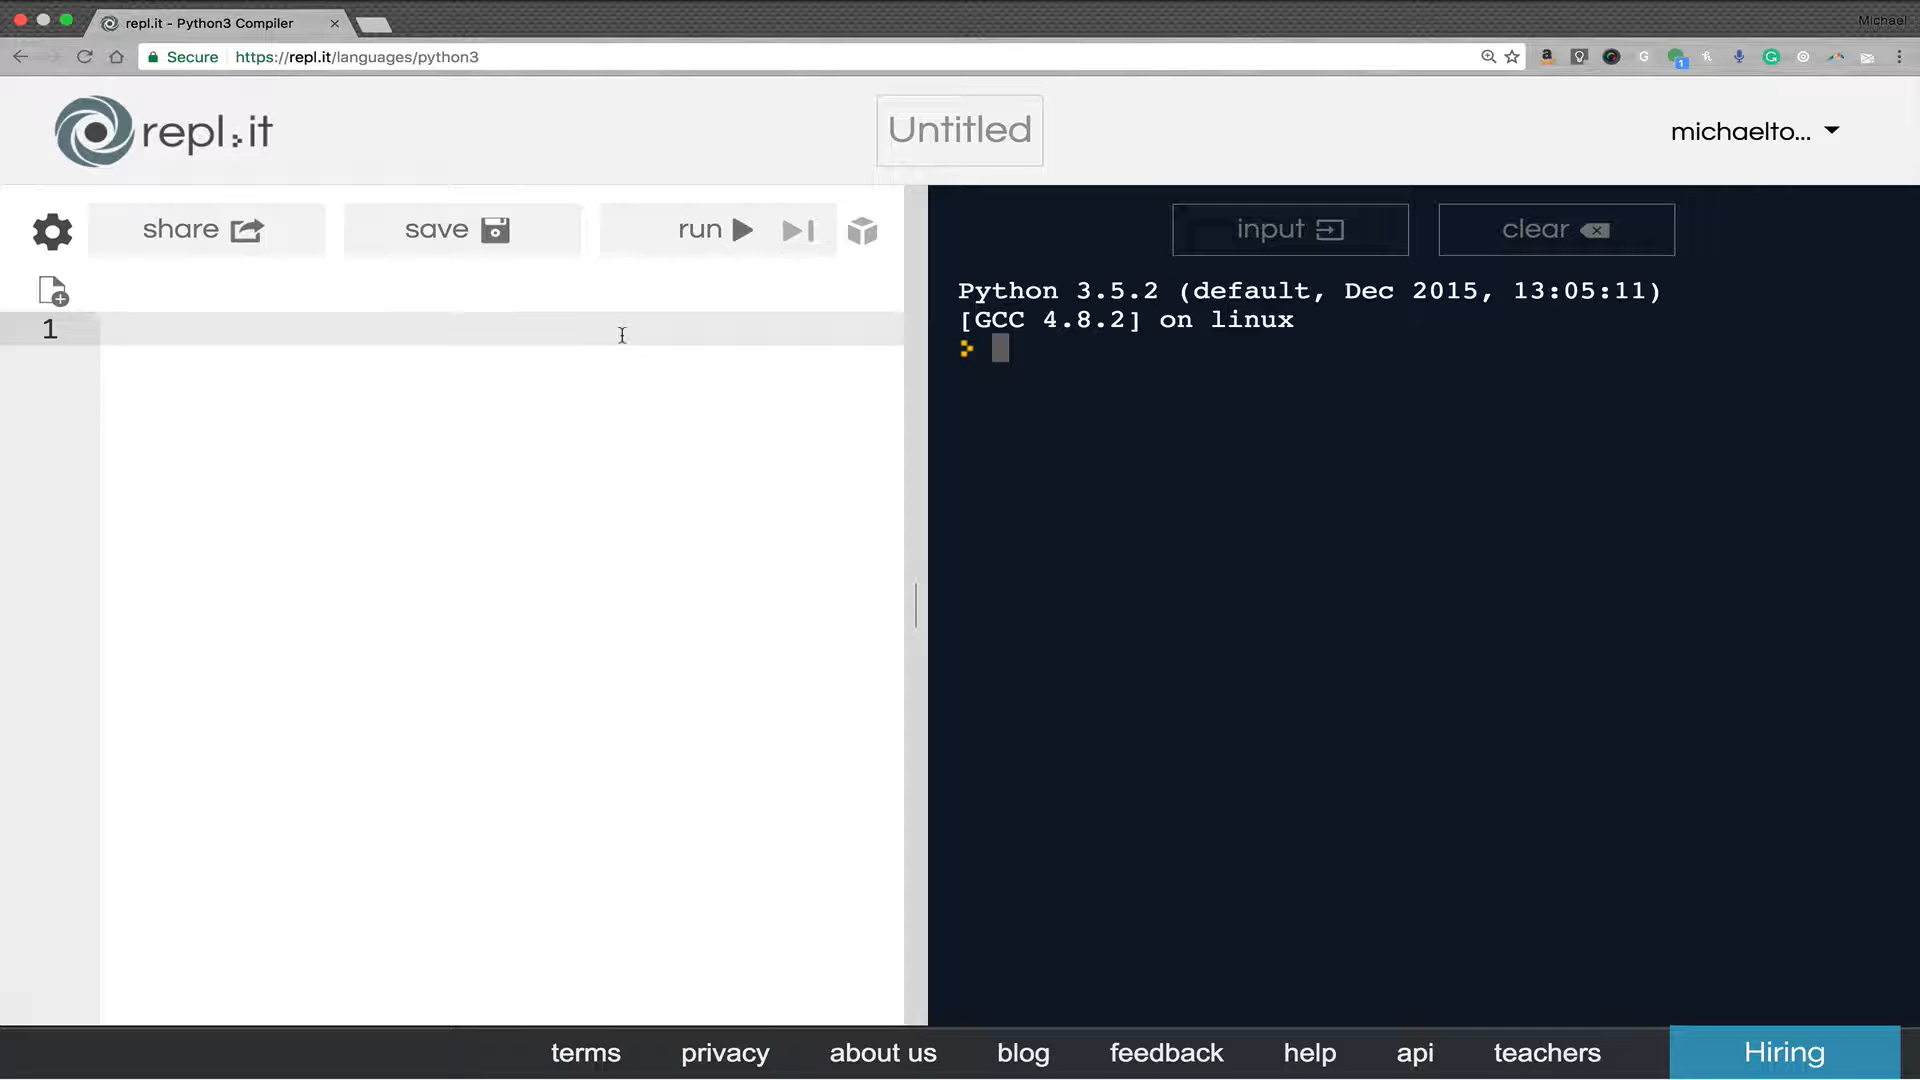 repl.it - Python3 Compiler
Michael
Secure https://repl.it/languages/python3
1
repl.it
Untitled
michaelto...
share
save
run
input
clear
1
Python 3.5.2 (default, Dec 2015, 13:05:11)
[GCC 4.8.2] on linux
>
terms privacy about us blog feedback help api teachers Hiring